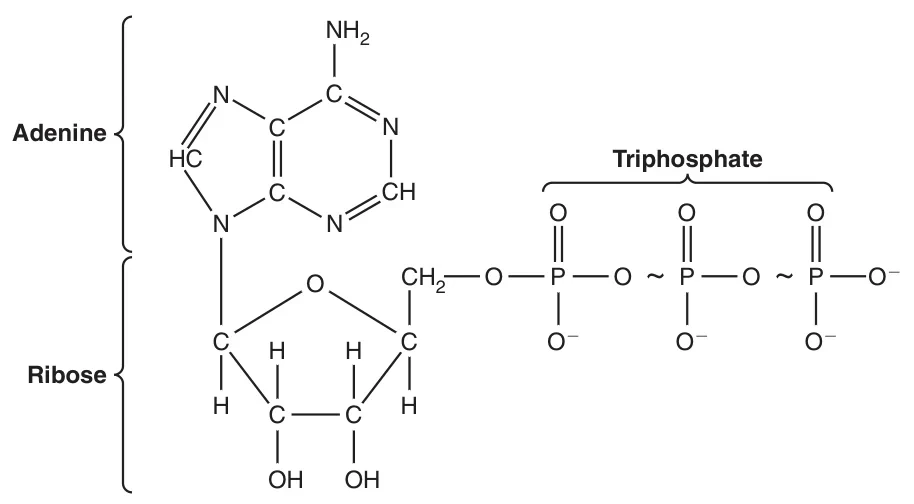 NH2
N C
Adenine C N
HC Triphosphate
C CH
N N O O O
O CH2 O P O ~ P O ~ P O−
C H H C O− O− O−
Ribose
H C C H
OH OH